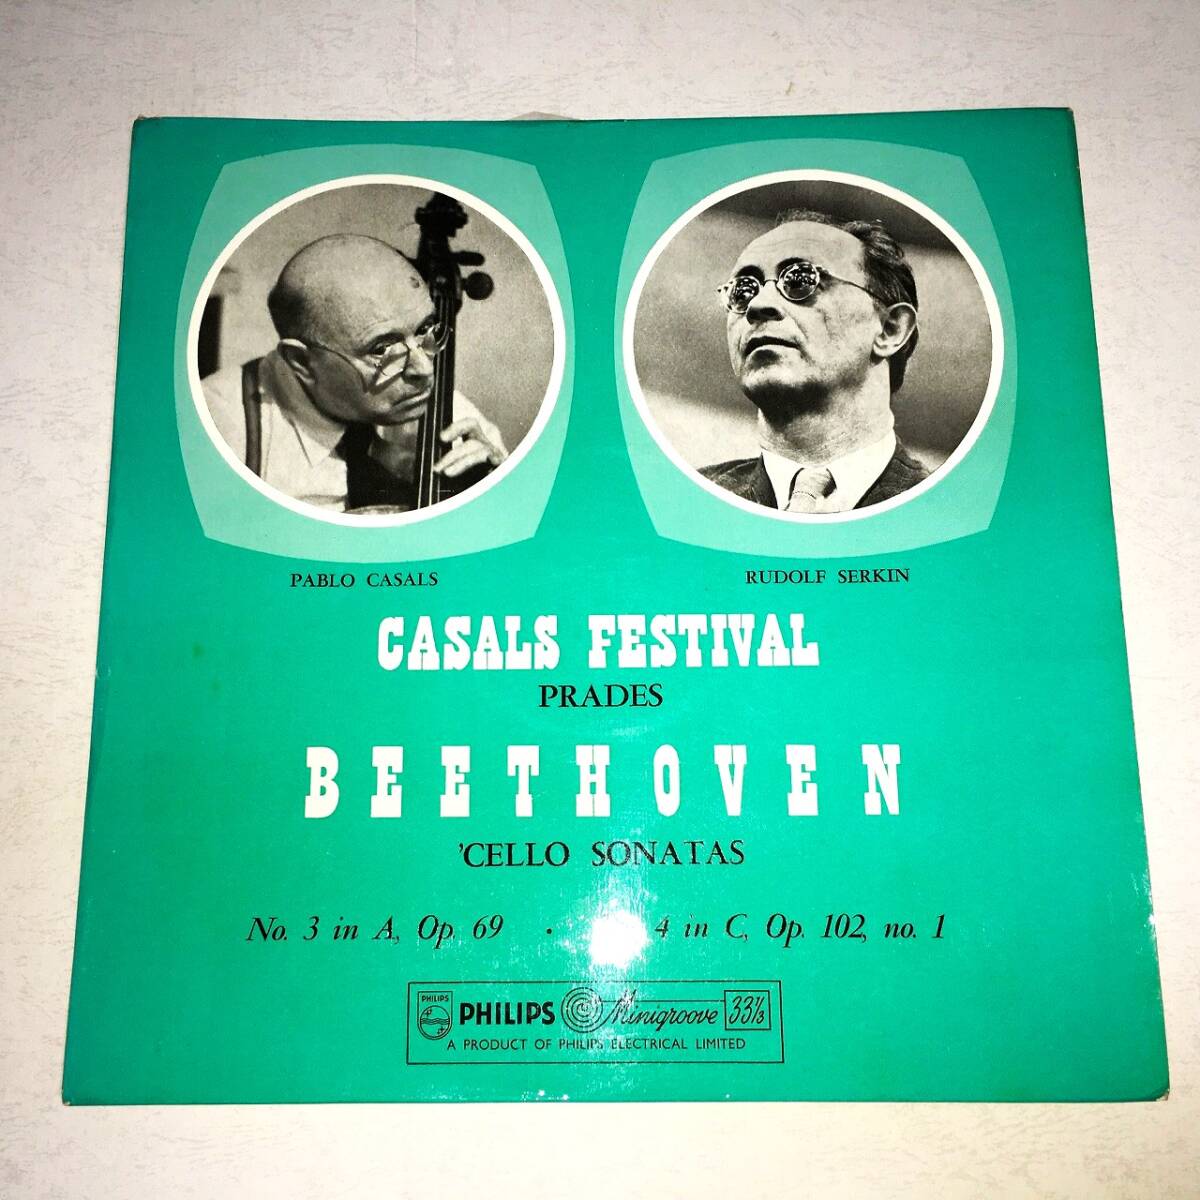 PABLO CASALS
RUDOLF SERKIN
CASALS FESTIVAL
PRADES
BEETHOVEN
'CELLO SONATAS
No. 3 in A, Op. 69 · 4 in C, Op. 102, no. 1
PHILIPS
PHILIPS Minigroove 33⅓
A PRODUCT OF PHILIPS ELECTRICAL LIMITED